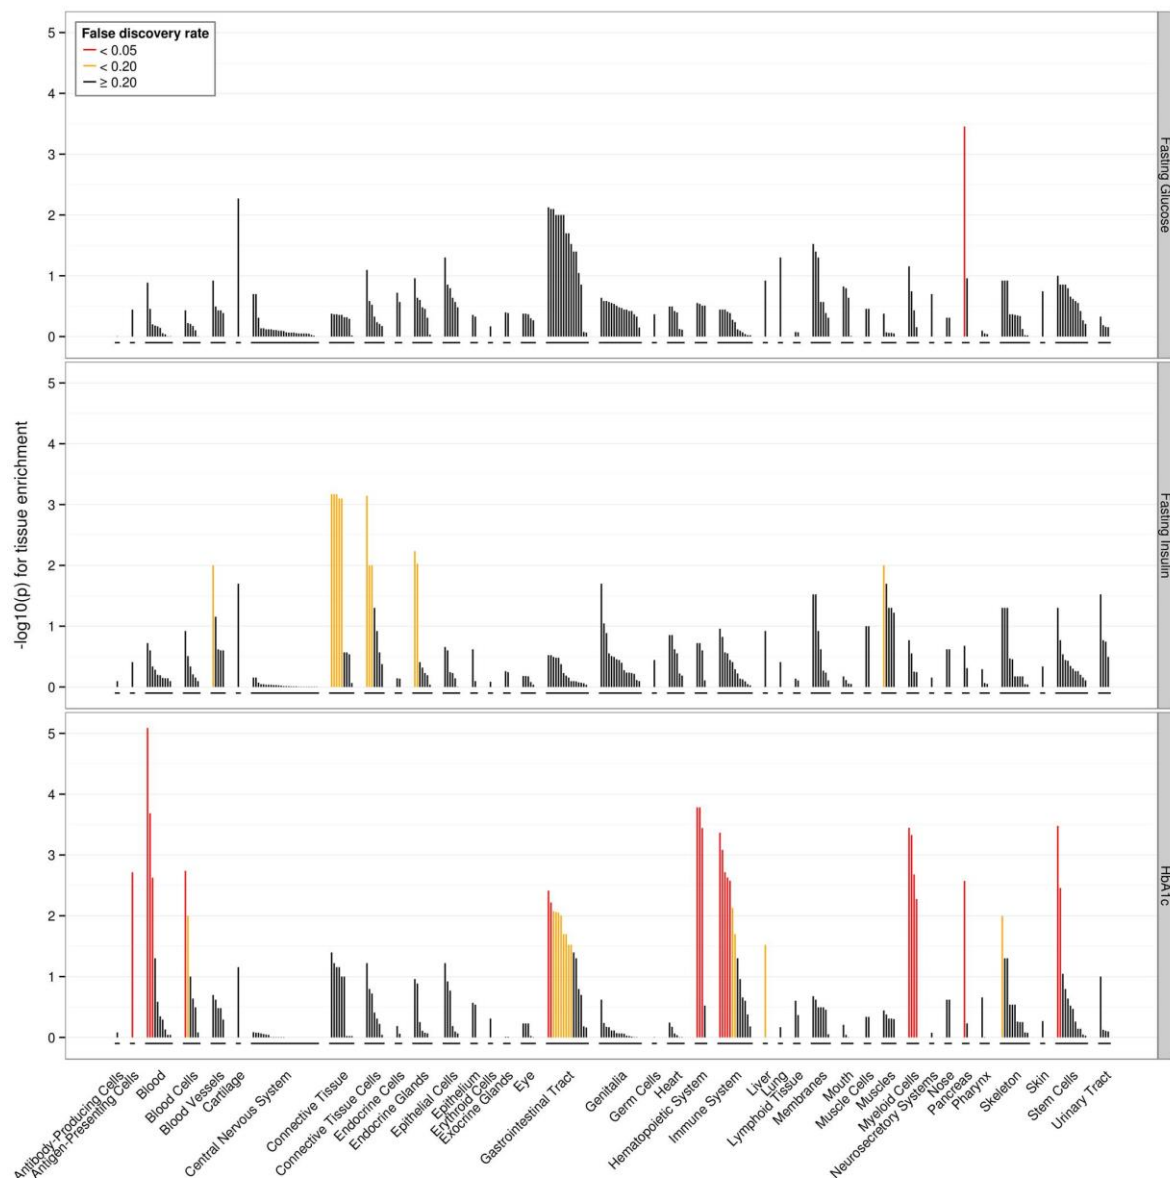 False discovery rate
< 0.05
< 0.20
≥ 0.20
5
4
3
2
1
0
Fasting Glucose
5
4
3
2
1
0
Fasting Insulin
5
4
3
2
1
0
HbA1c
-log10(p) for tissue enrichment
Antibody-Producing Cells
Antigen-Presenting Cells
Blood
Blood Cells
Blood Vessels
Cartilage
Central Nervous System
Connective Tissue
Connective Tissue Cells
Endocrine Cells
Endocrine Glands
Epithelial Cells
Epithelium
Erythroid Cells
Exocrine Glands
Eye
Gastrointestinal Tract
Genitalia
Germ Cells
Heart
Hematopoietic System
Immune System
Liver
Lung
Lymphoid Tissue
Membranes
Mouth
Muscle Cells
Muscles
Myeloid Cells
Neurosecretory Systems
Nose
Pancreas
Pharynx
Skeleton
Skin
Stem Cells
Urinary Tract